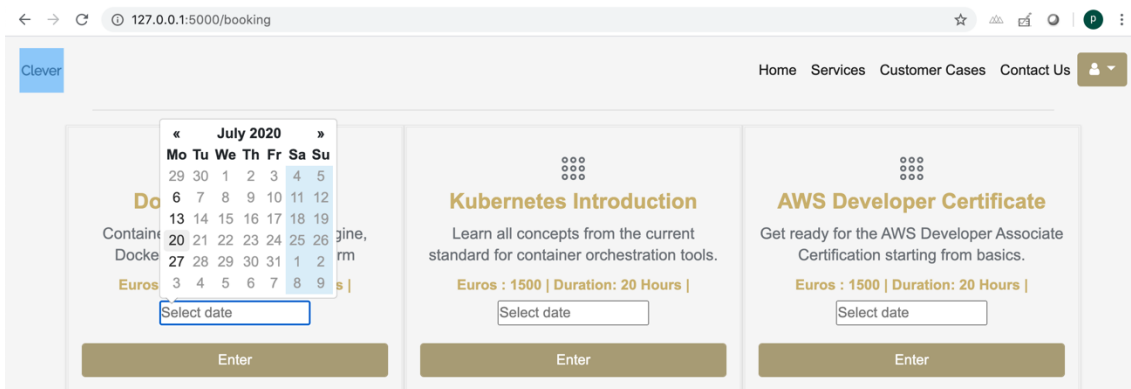 127.0.0.1:5000/booking
P
Clever
Home Services Customer Cases Contact Us
« July 2020 »
Mo Tu We Th Fr Sa Su
29 30 1 2 3 4 5
6 7 8 9 10 11 12
13 14 15 16 17 18 19
20 21 22 23 24 25 26
27 28 29 30 31 1 2
3 4 5 6 7 8 9
Do
Containe gine,
Docke rm
Euros s |
Select date
Enter
Kubernetes Introduction
Learn all concepts from the current
standard for container orchestration tools.
Euros : 1500 | Duration: 20 Hours |
Select date
Enter
AWS Developer Certificate
Get ready for the AWS Developer Associate
Certification starting from basics.
Euros : 1500 | Duration: 20 Hours |
Select date
Enter